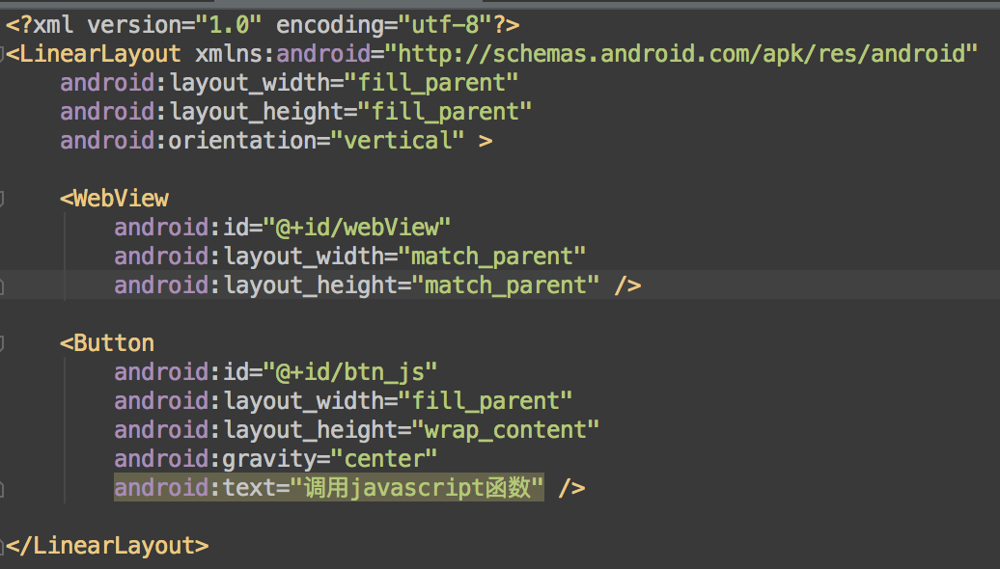 <?xml version="1.0" encoding="utf-8"?>
<LinearLayout xmlns:android="http://schemas.android.com/apk/res/android"
    android:layout_width="fill_parent"
    android:layout_height="fill_parent"
    android:orientation="vertical" >

    <WebView
        android:id="@+id/webView"
        android:layout_width="match_parent"
        android:layout_height="match_parent" />

    <Button
        android:id="@+id/btn_js"
        android:layout_width="fill_parent"
        android:layout_height="wrap_content"
        android:gravity="center"
        android:text="调用javascript函数" />

</LinearLayout>